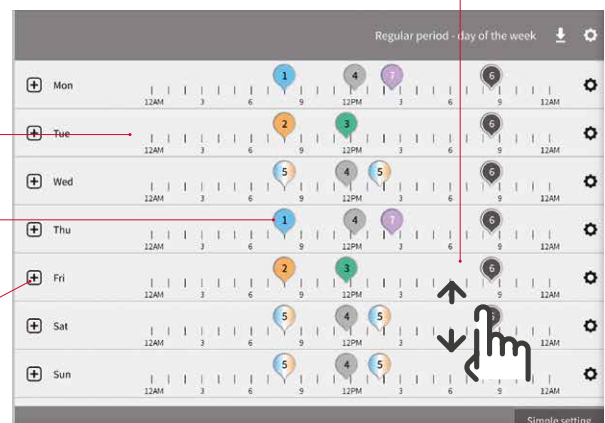 Regular period - day of the week
1 4 7 6
Mon
12AM 3 6 9 12PM 3 6 9 12AM
2 3 6
Tue
12AM 3 6 9 12PM 3 6 9 12AM
5 4 5 6
Wed
12AM 3 6 9 12PM 3 6 9 12AM
1 4 7 6
Thu
12AM 3 6 9 12PM 3 6 9 12AM
2 3 6
Fri
12AM 3 6 9 12PM 3 9 12AM
5 4 5 6
Sat
12AM 3 6 9 12PM 3 12AM
5 4 5
Sun
12AM 3 6 9 12PM 3 6 9 12AM
Simple setting